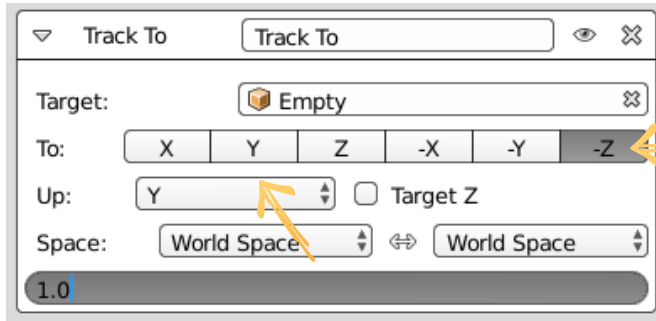 Track To Track To
Target: Empty
To: X Y Z -X -Y -Z
Up: Y Target Z
Space: World Space World Space
1.0